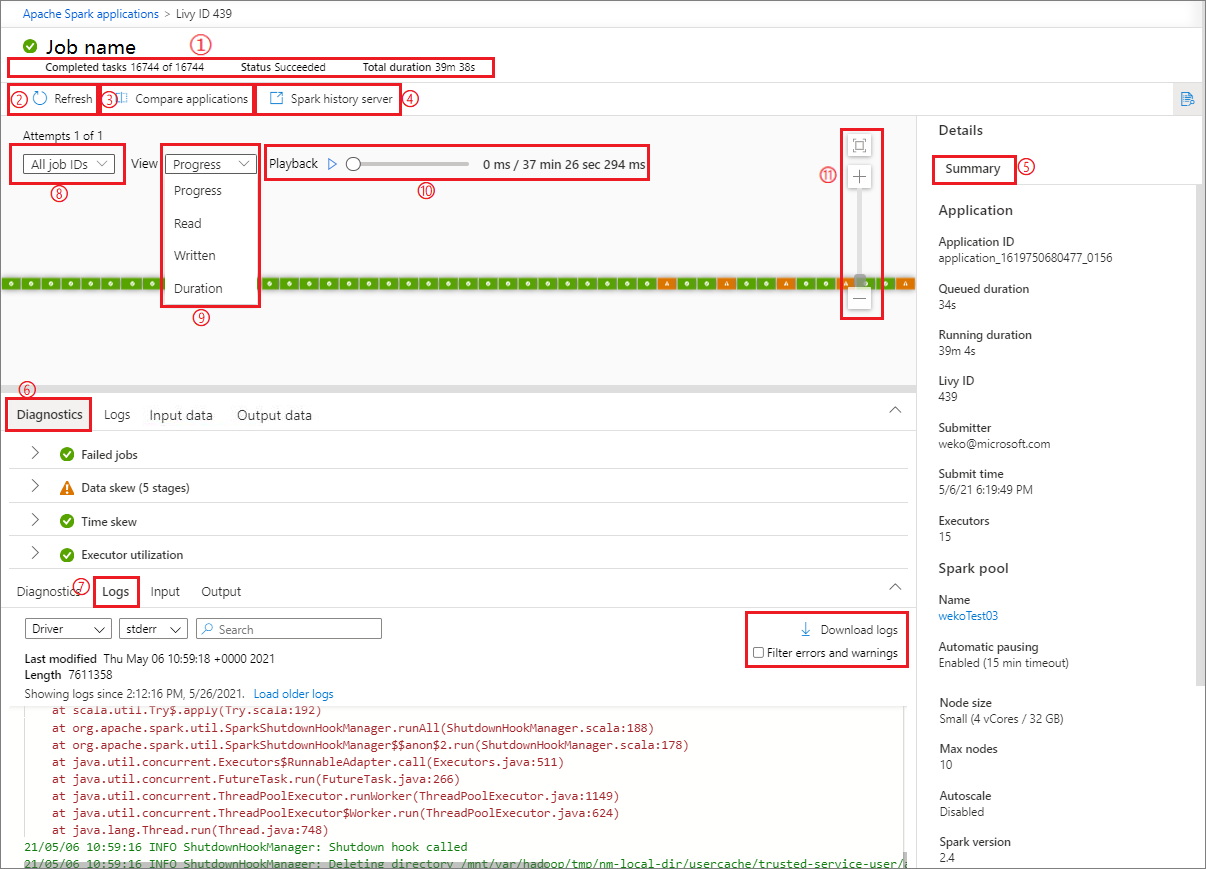 Apache Spark applications > Livy ID 439
Job name
①
Completed tasks 16744 of 16744 Status Succeeded Total duration 39m 38s
② Refresh ③ Compare applications Spark history server ④
Attempts 1 of 1
All job IDs View Progress Playback 0 ms / 37 min 26 sec 294 ms
⑧
Progress
Read
Written
Duration
⑨
⑩
⑪
⑥
Diagnostics Logs Input data Output data
Failed jobs
Data skew (5 stages)
Time skew
Executor utilization
Diagnostics ⑦ Logs Input Output
Driver stderr Search
Download logs
Filter errors and warnings
Last modified Thu May 06 10:59:18 +0000 2021
Length 7611358
Showing logs since 2:12:16 PM, 5/26/2021. Load older logs
at scala.util.Try$.apply(Try.scala:192)
at org.apache.spark.util.SparkShutdownHookManager.runAll(ShutdownHookManager.scala:188)
at org.apache.spark.util.SparkShutdownHookManager$$anon$2.run(ShutdownHookManager.scala:178)
at java.util.concurrent.Executors$RunnableAdapter.call(Executors.java:511)
at java.util.concurrent.FutureTask.run(FutureTask.java:266)
at java.util.concurrent.ThreadPoolExecutor.runWorker(ThreadPoolExecutor.java:1149)
at java.util.concurrent.ThreadPoolExecutor$Worker.run(ThreadPoolExecutor.java:624)
at java.lang.Thread.run(Thread.java:748)
21/05/06 10:59:16 INFO ShutdownHookManager: Shutdown hook called
21/05/06 10:59:16 INFO ShutdownHookManager: Deleting directory /mnt/var/hadoop/tmp/nm-local-dir/usercache/trusted-service-user/
Details
Summary ⑤
Application
Application ID
application_1619750680477_0156
Queued duration
34s
Running duration
39m 4s
Livy ID
439
Submitter
weko@microsoft.com
Submit time
5/6/21 6:19:49 PM
Executors
15
Spark pool
Name
wekoTest03
Automatic pausing
Enabled (15 min timeout)
Node size
Small (4 vCores / 32 GB)
Max nodes
10
Autoscale
Disabled
Spark version
2.4